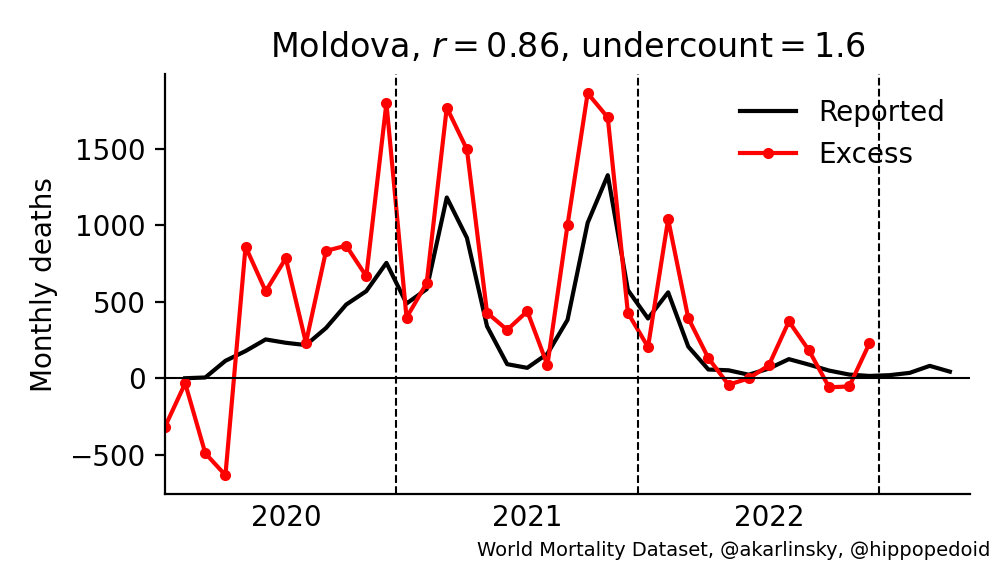 Moldova, r = 0.86, undercount = 1.6
Reported
Excess
Monthly deaths
1500
1000
500
0
−500
2020 2021 2022
World Mortality Dataset, @akarlinsky, @hippopedoid